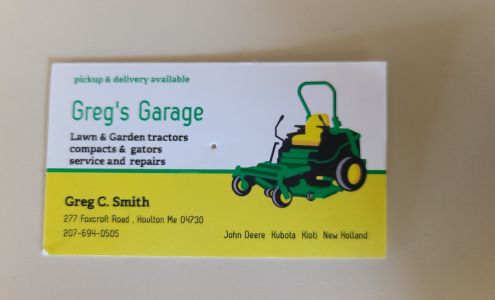 pickup & delivery available
Greg's Garage
Lawn & Garden tractors
compacts & gators
service and repairs
Greg C. Smith
277 Foxcroft Road , Houlton Me 04730
207-694-0505
John Deere Kubota Kioti New Holland